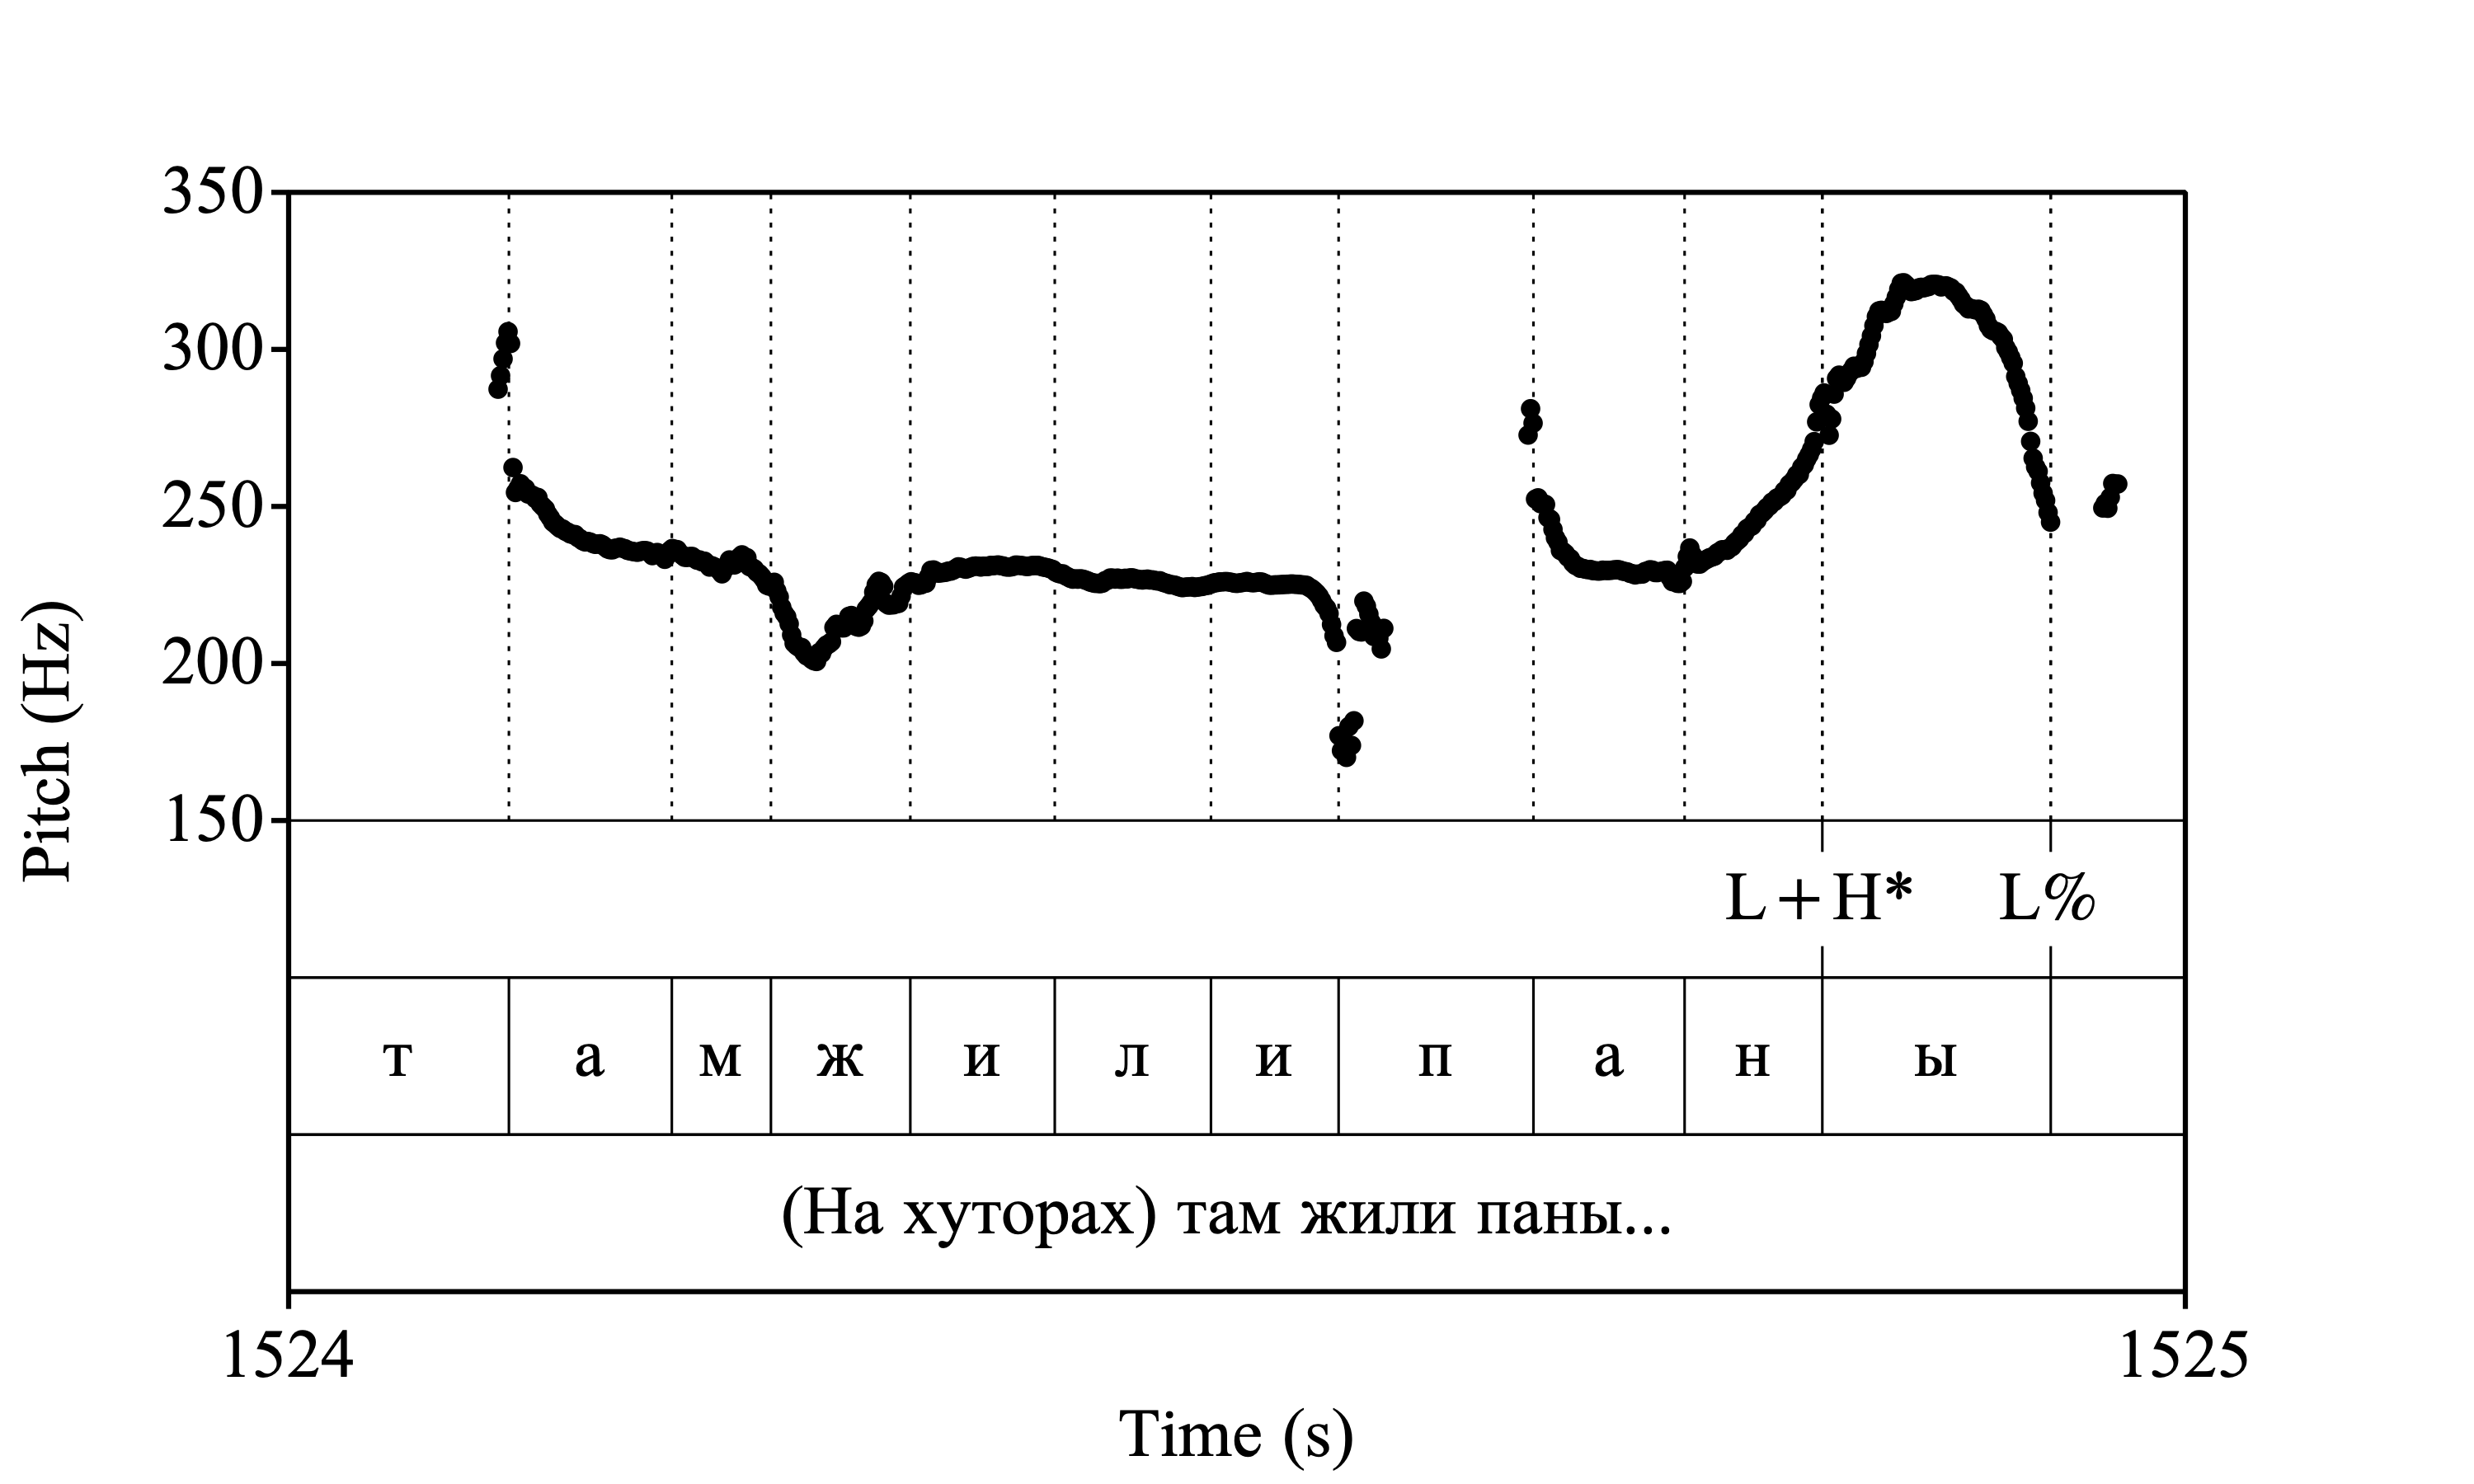 350
300
250
200
150
Pitch (Hz)
L+H* L%
т а м ж и л и п а н ы
(На хуторах) там жили паны...
1524 1525
Time (s)